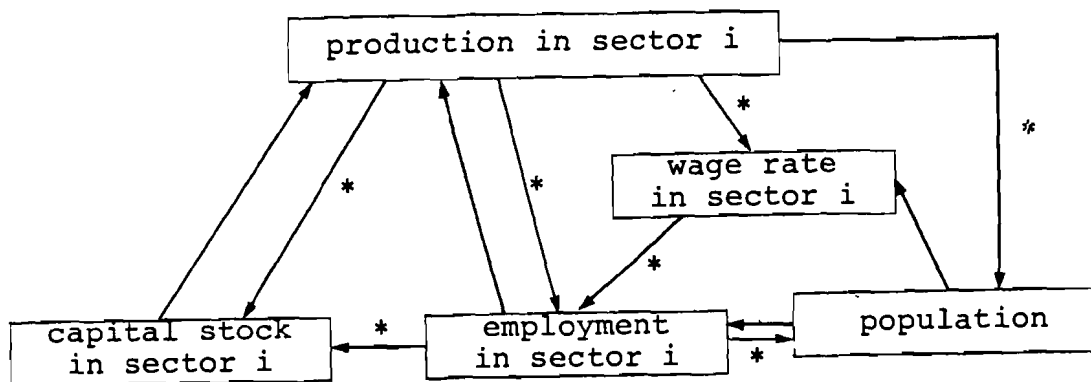 production in sector i
*
*
*
*
wage rate
in sector i
*
capital stock
in sector i
*
employment
in sector i
*
population